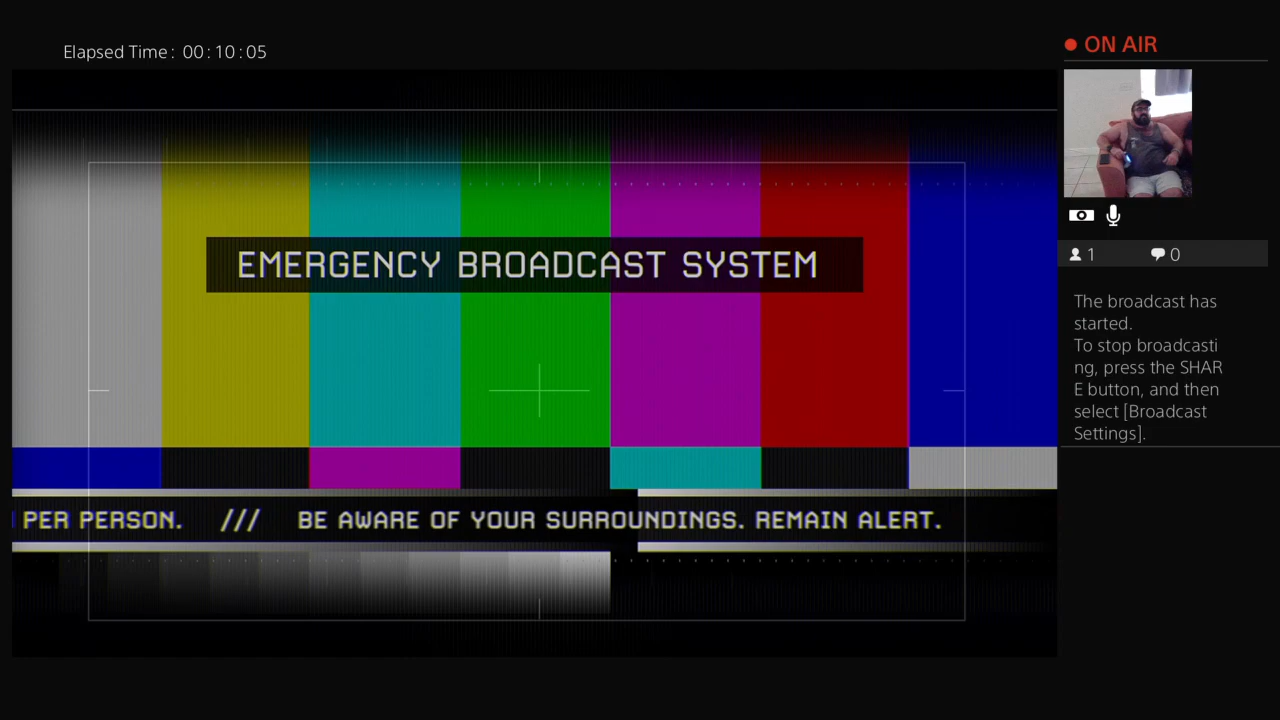 Elapsed Time: 00:10:05
ON AIR
EMERGENCY BROADCAST SYSTEM
PER PERSON. /// BE AWARE OF YOUR SURROUNDINGS. REMAIN ALERT.
1 0
The broadcast has
started.
To stop broadcasti
ng, press the SHAR
E button, and then
select [Broadcast
Settings].